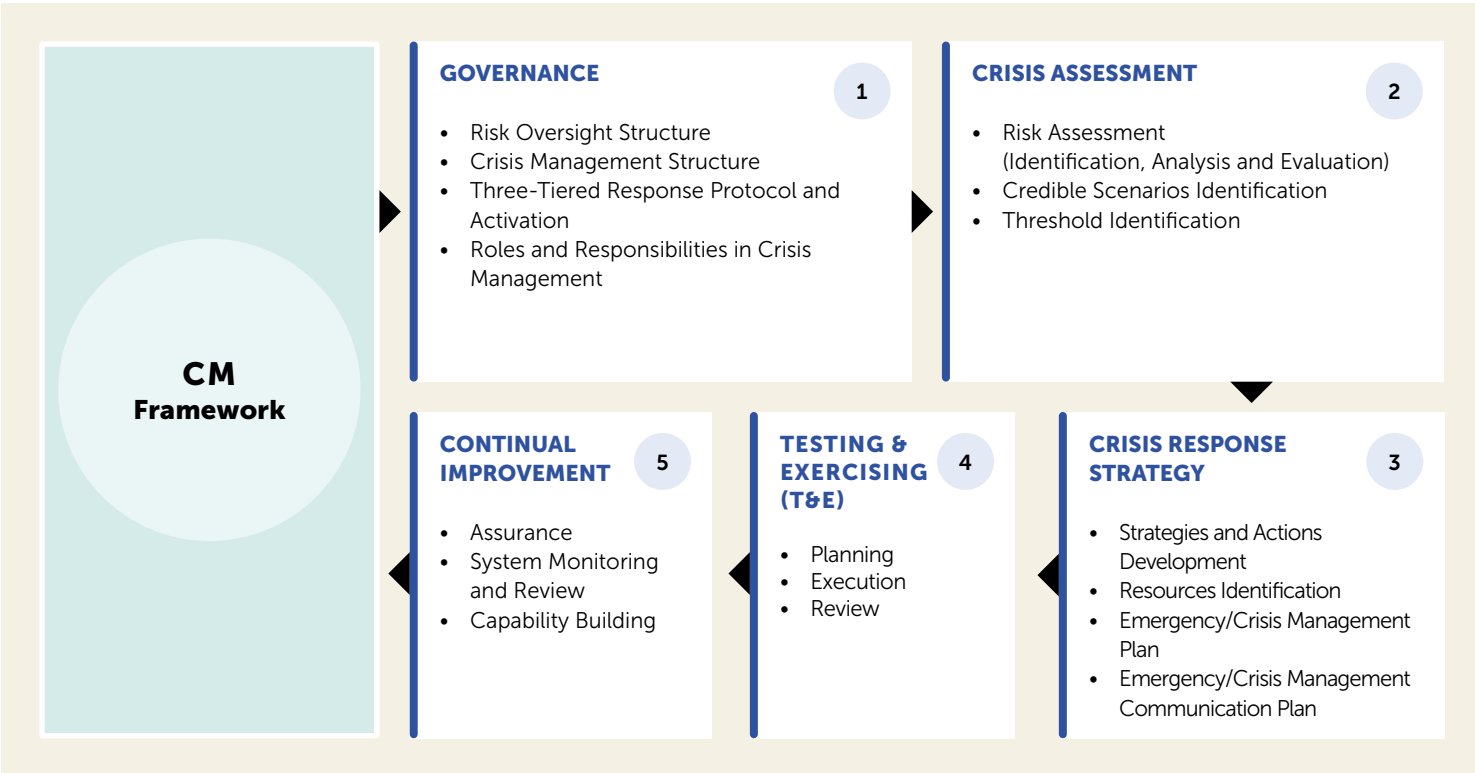 CM
Framework
GOVERNANCE
1
• Risk Oversight Structure
• Crisis Management Structure
• Three-Tiered Response Protocol and
Activation
• Roles and Responsibilities in Crisis
Management
CRISIS ASSESSMENT
2
• Risk Assessment
(Identification, Analysis and Evaluation)
• Credible Scenarios Identification
• Threshold Identification
CRISIS RESPONSE
STRATEGY
3
• Strategies and Actions
Development
• Resources Identification
• Emergency/Crisis Management
Plan
• Emergency/Crisis Management
Communication Plan
TESTING &
EXERCISING
(T&E)
4
• Planning
• Execution
• Review
CONTINUAL
IMPROVEMENT
5
• Assurance
• System Monitoring
and Review
• Capability Building